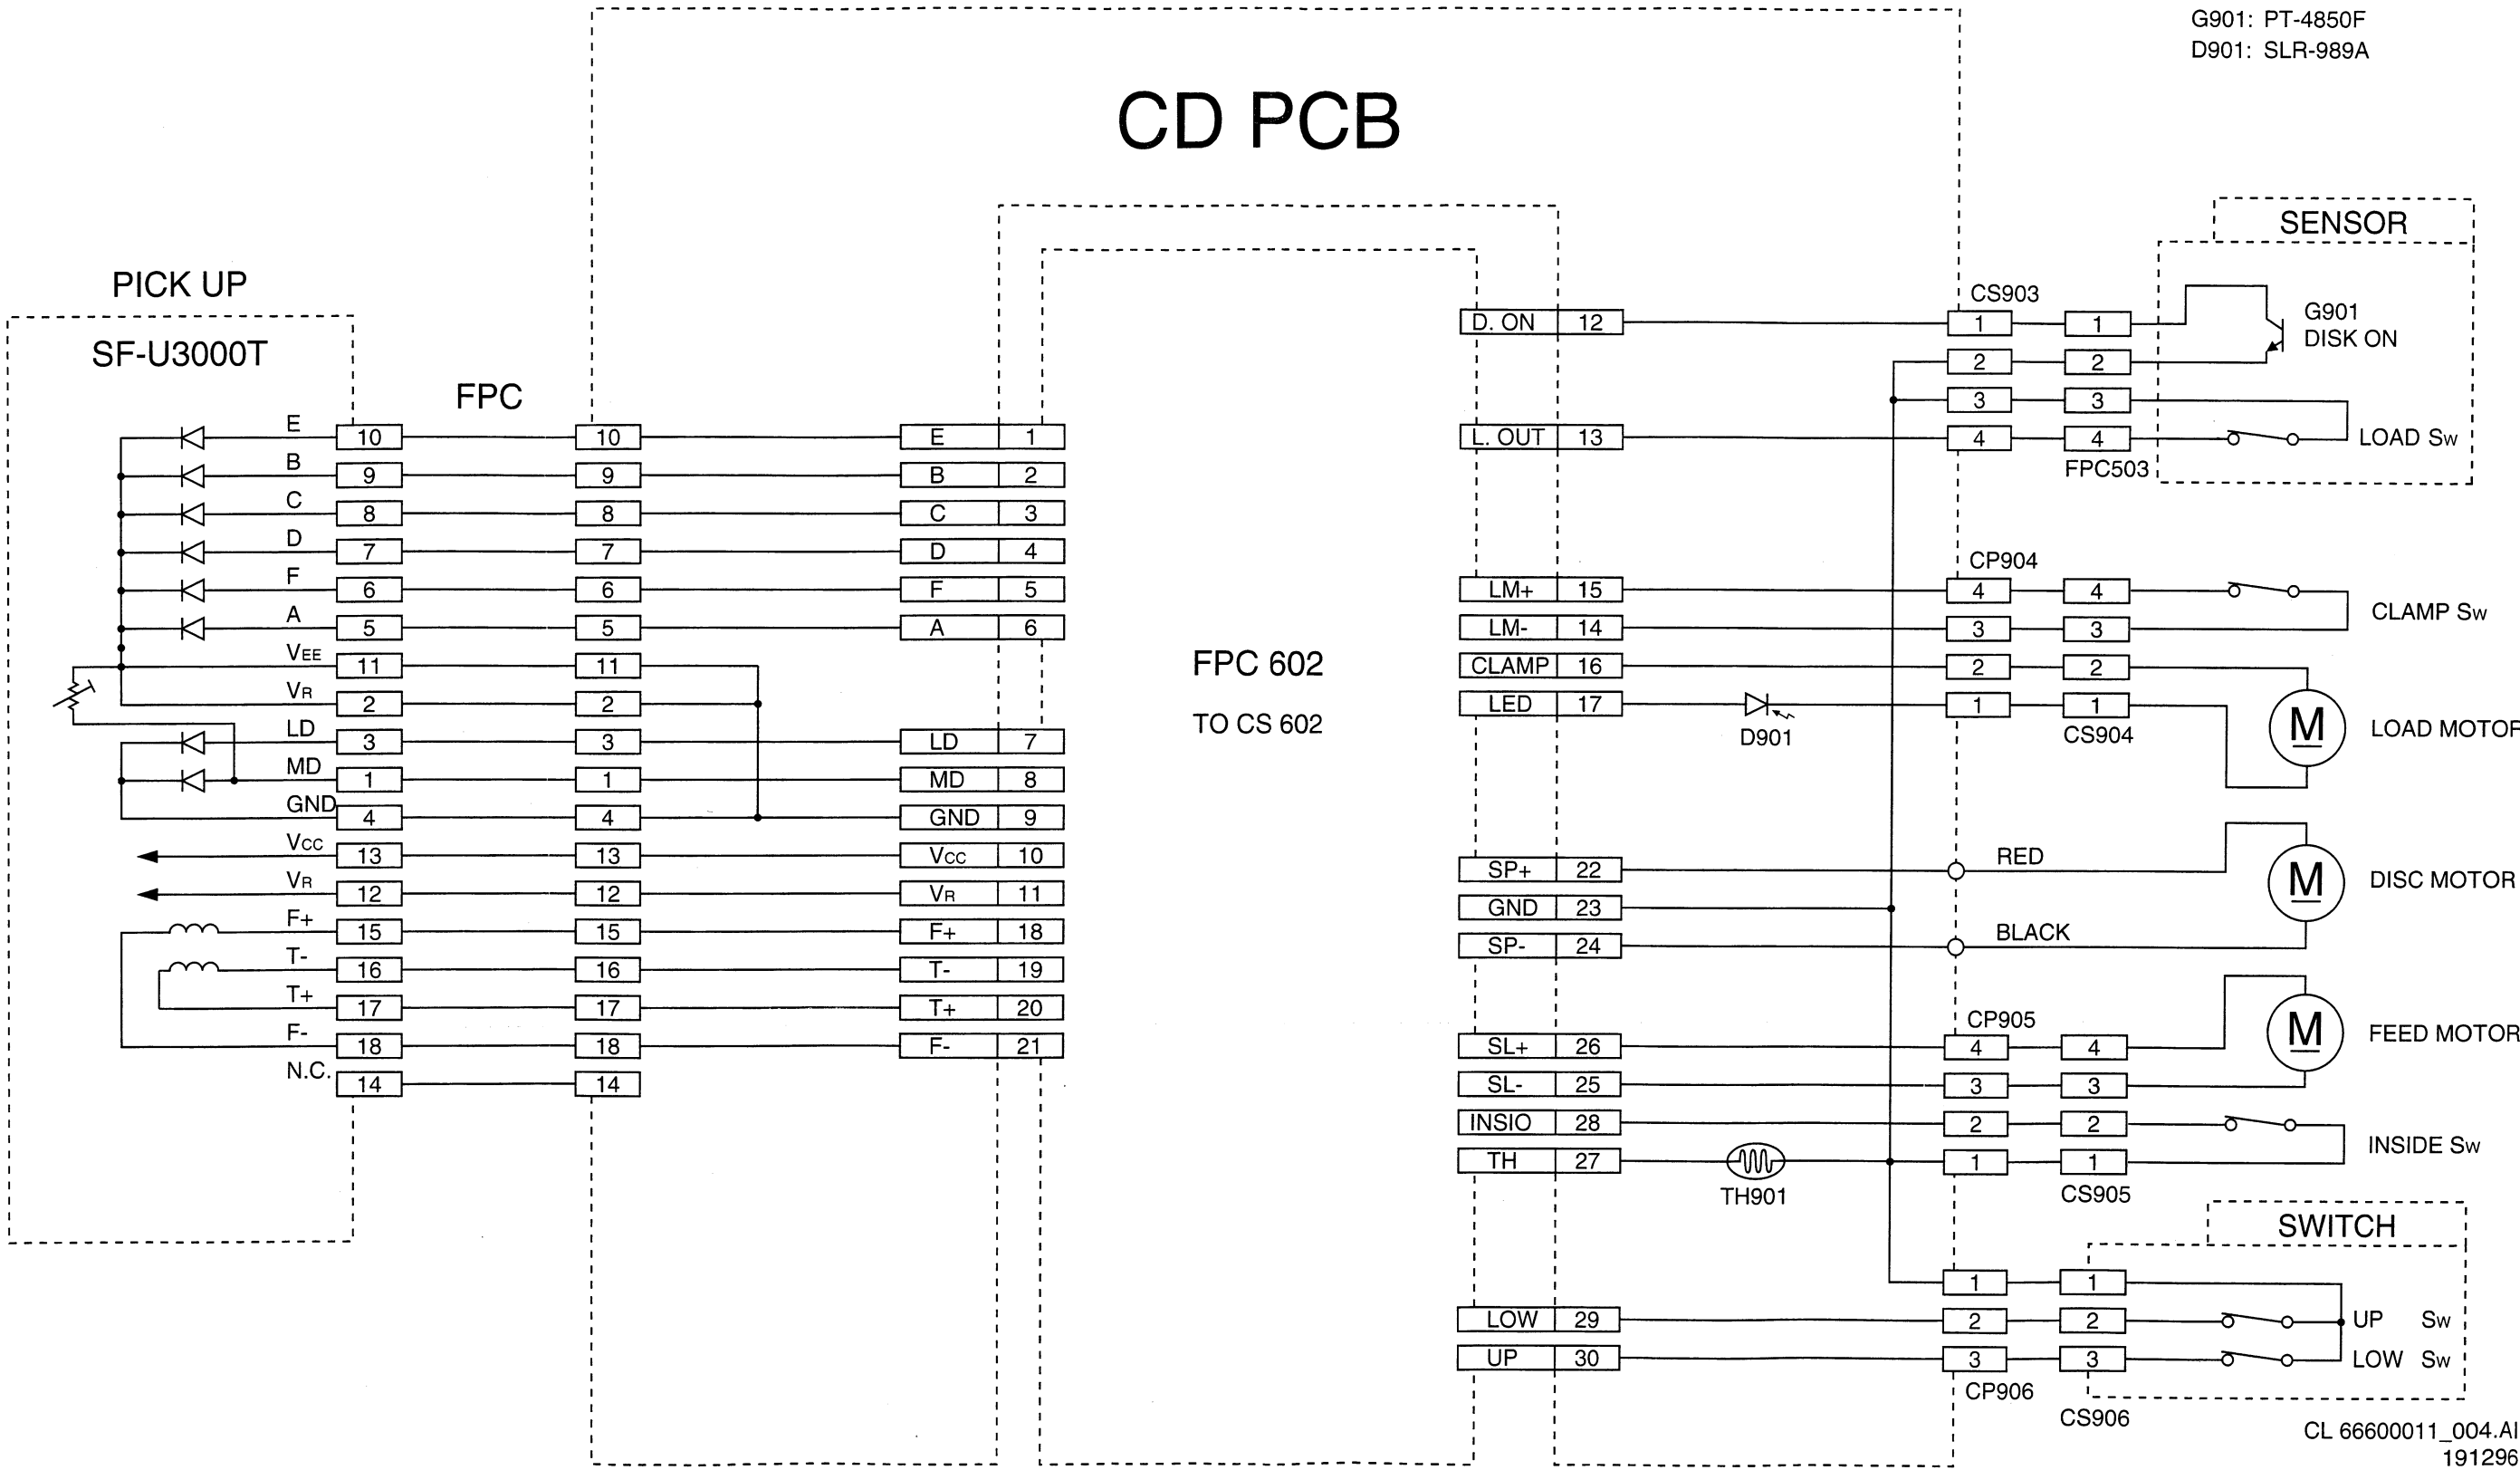 G901: PT-4850F
D901: SLR-989A
CD PCB
SENSOR
PICK UP
SF-U3000T
FPC
CS903
D. ON 12 1 1
G901
DISK ON
2 2
3 3
L. OUT 13 4 4 LOAD SW
FPC503
E 10 10 E 1
B 9 9 B 2
C 8 8 C 3
D 7 7 D 4
F 6 6 F 5
A 5 5 A 6
VEE 11 11
VR 2 2
LD 3 3 LD 7
MD 1 1 MD 8
GND 4 4 GND 9
VCC 13 13 VCC 10
VR 12 12 VR 11
F+ 15 15 F+ 18
T- 16 16 T- 19
T+ 17 17 T+ 20
F- 18 18 F- 21
N.C. 14 14
FPC 602
TO CS 602
CP904
LM+ 15 4 4
CLAMP SW
LM- 14 3 3
CLAMP 16 2 2
LED 17 1 1
D901
CS904
M
LOAD MOTOR
SP+ 22 RED
M
DISC MOTOR
GND 23
SP- 24 BLACK
CP905
SL+ 26 4 4
M
FEED MOTOR
SL- 25 3 3
INSIO 28 2 2
INSIDE SW
TH 27 1 1
TH901
CS905
SWITCH
1 1
LOW 29 2 2 UP SW
UP 30 3 3 LOW SW
CP906
CS906
CL 66600011_004.AI
191296